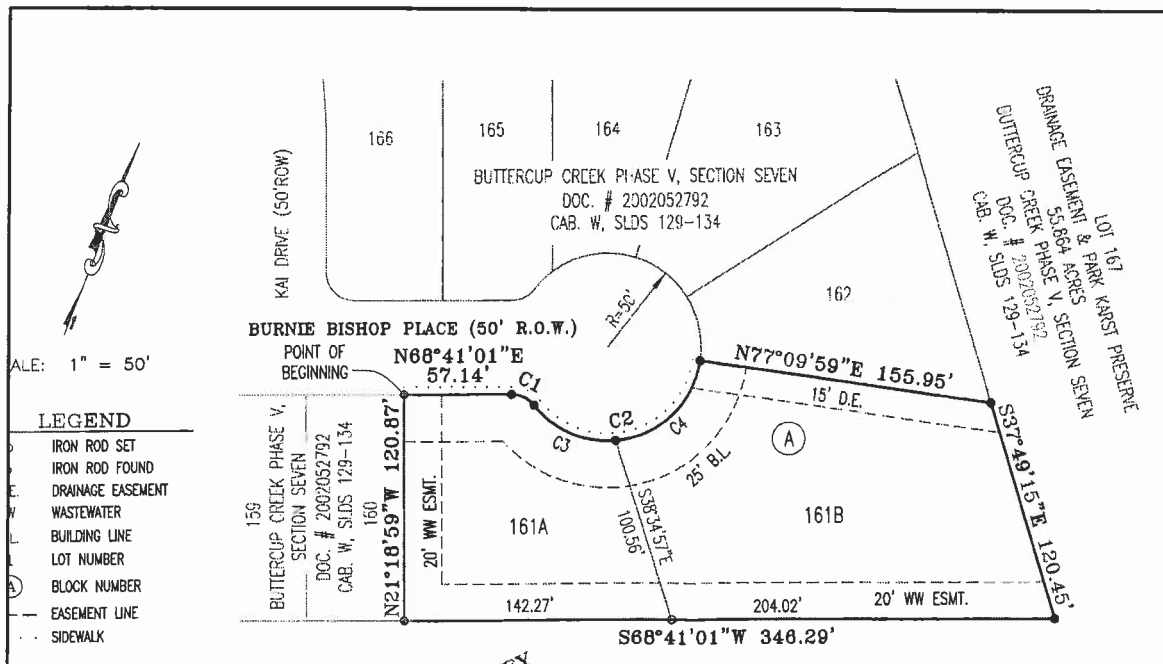 166
165
164
163
BUTTERCUP CREEK PHASE V, SECTION SEVEN
DOC. # 2002052792
CAB. W, SLDS 129-134
KAI DRIVE (50'ROW)
LOT 167
DRAINAGE EASEMENT & PARK KARST PRESERVE
55.864 ACRES
BUTTERCUP CREEK PHASE V, SECTION SEVEN
DOC. # 2002052792
CAB. W, SLDS 129-134
162
R=50'
BURNIE BISHOP PLACE (50' R.O.W.)
POINT OF
BEGINNING
N68°41'01"E
57.14'
C1
C2
C3
C4
N77°09'59"E 155.95'
15' D.E.
25' B.L.
A
S37°49'15"E 120.45'
ALE: 1" = 50'
LEGEND
IRON ROD SET
IRON ROD FOUND
E. DRAINAGE EASEMENT
W WASTEWATER
L. BUILDING LINE
1 LOT NUMBER
A BLOCK NUMBER
EASEMENT LINE
SIDEWALK
159
BUTTERCUP CREEK PHASE V,
SECTION SEVEN
DOC. # 2002052792
CAB. W, SLDS 129-134
160
N21°18'59"W 120.87'
20' WW ESMT.
161A
S38°34'57"E
100.56'
161B
142.27'
204.02'
20' WW ESMT.
S68°41'01"W 346.29'
EY